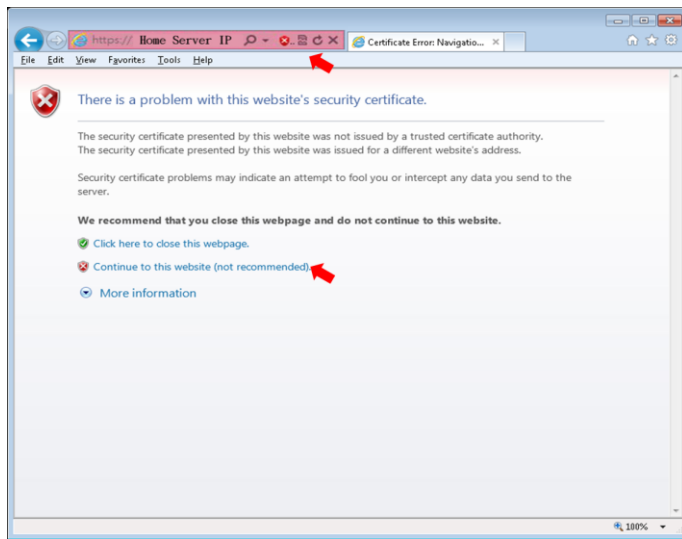 https:// Home Server IP
Certificate Error: Navigatio...
File Edit View Favorites Tools Help
There is a problem with this website's security certificate.
The security certificate presented by this website was not issued by a trusted certificate authority.
The security certificate presented by this website was issued for a different website's address.
Security certificate problems may indicate an attempt to fool you or intercept any data you send to the
server.
We recommend that you close this webpage and do not continue to this website.
Click here to close this webpage.
Continue to this website (not recommended).
More information
100%